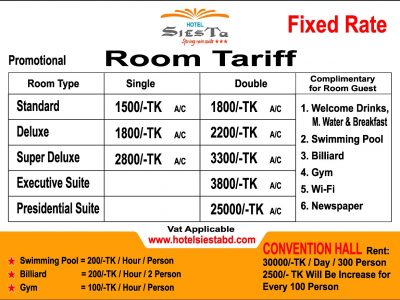 HOTEL
SIESTA
Spring rain suite ★★★
Fixed Rate
Promotional
Room Tariff
Room Type Single Double Complimentary for Room Guest
Standard 1500/-TK A/C 1800/-TK A/C
Deluxe 1800/-TK A/C 2200/-TK A/C
Super Deluxe 2800/-TK A/C 3300/-TK A/C
Executive Suite 3800/-TK A/C
Presidential Suite 25000/-TK A/C
1. Welcome Drinks,
M. Water & Breakfast
2. Swimming Pool
3. Billiard
4. Gym
5. Wi-Fi
6. Newspaper
Vat Applicable
www.hotelsiestabd.com
★ Swimming Pool = 200/-TK / Hour / Person
★ Billiard = 200/-TK / Hour / 2 Person
★ Gym = 100/-TK / Hour / Person
CONVENTION HALL Rent:
30000/-TK / Day / 300 Person
2500/- TK Will Be Increase for
Every 100 Person